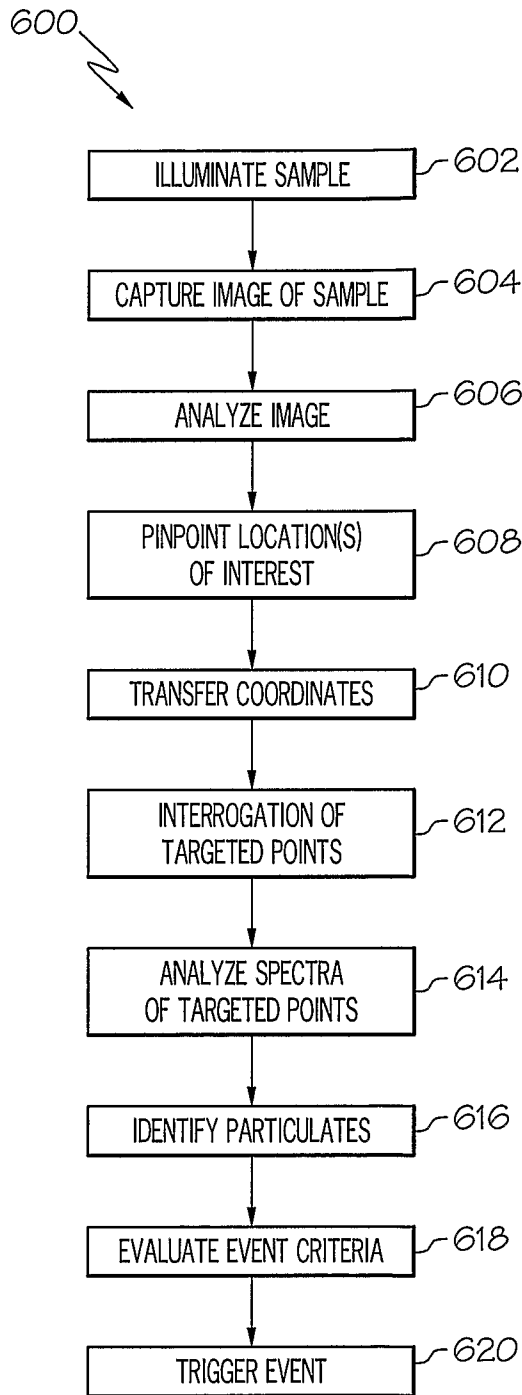 600
ILLUMINATE SAMPLE
602
CAPTURE IMAGE OF SAMPLE
604
ANALYZE IMAGE
606
PINPOINT LOCATION(S)
OF INTEREST
608
TRANSFER COORDINATES
610
INTERROGATION OF
TARGETED POINTS
612
ANALYZE SPECTRA
OF TARGETED POINTS
614
IDENTIFY PARTICULATES
616
EVALUATE EVENT CRITERIA
618
TRIGGER EVENT
620